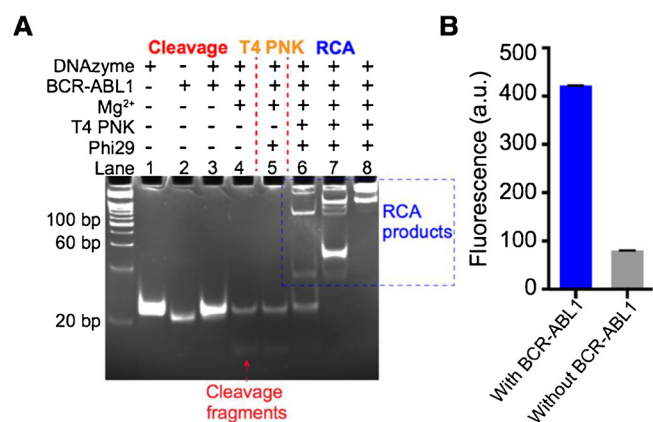 A
Cleavage T4 PNK RCA
DNAzyme + - + + + + + +
BCR-ABL1 - + + + + + + +
Mg2+ - - - + + + + +
T4 PNK - - - - - + + +
Phi29 - - - - + + + +
Lane 1 2 3 4 5 6 7 8
100 bp
60 bp
20 bp
RCA
products
Cleavage
fragments
B
Fluorescence (a.u.)
500
400
300
200
100
0
With BCR-ABL1
Without BCR-ABL1